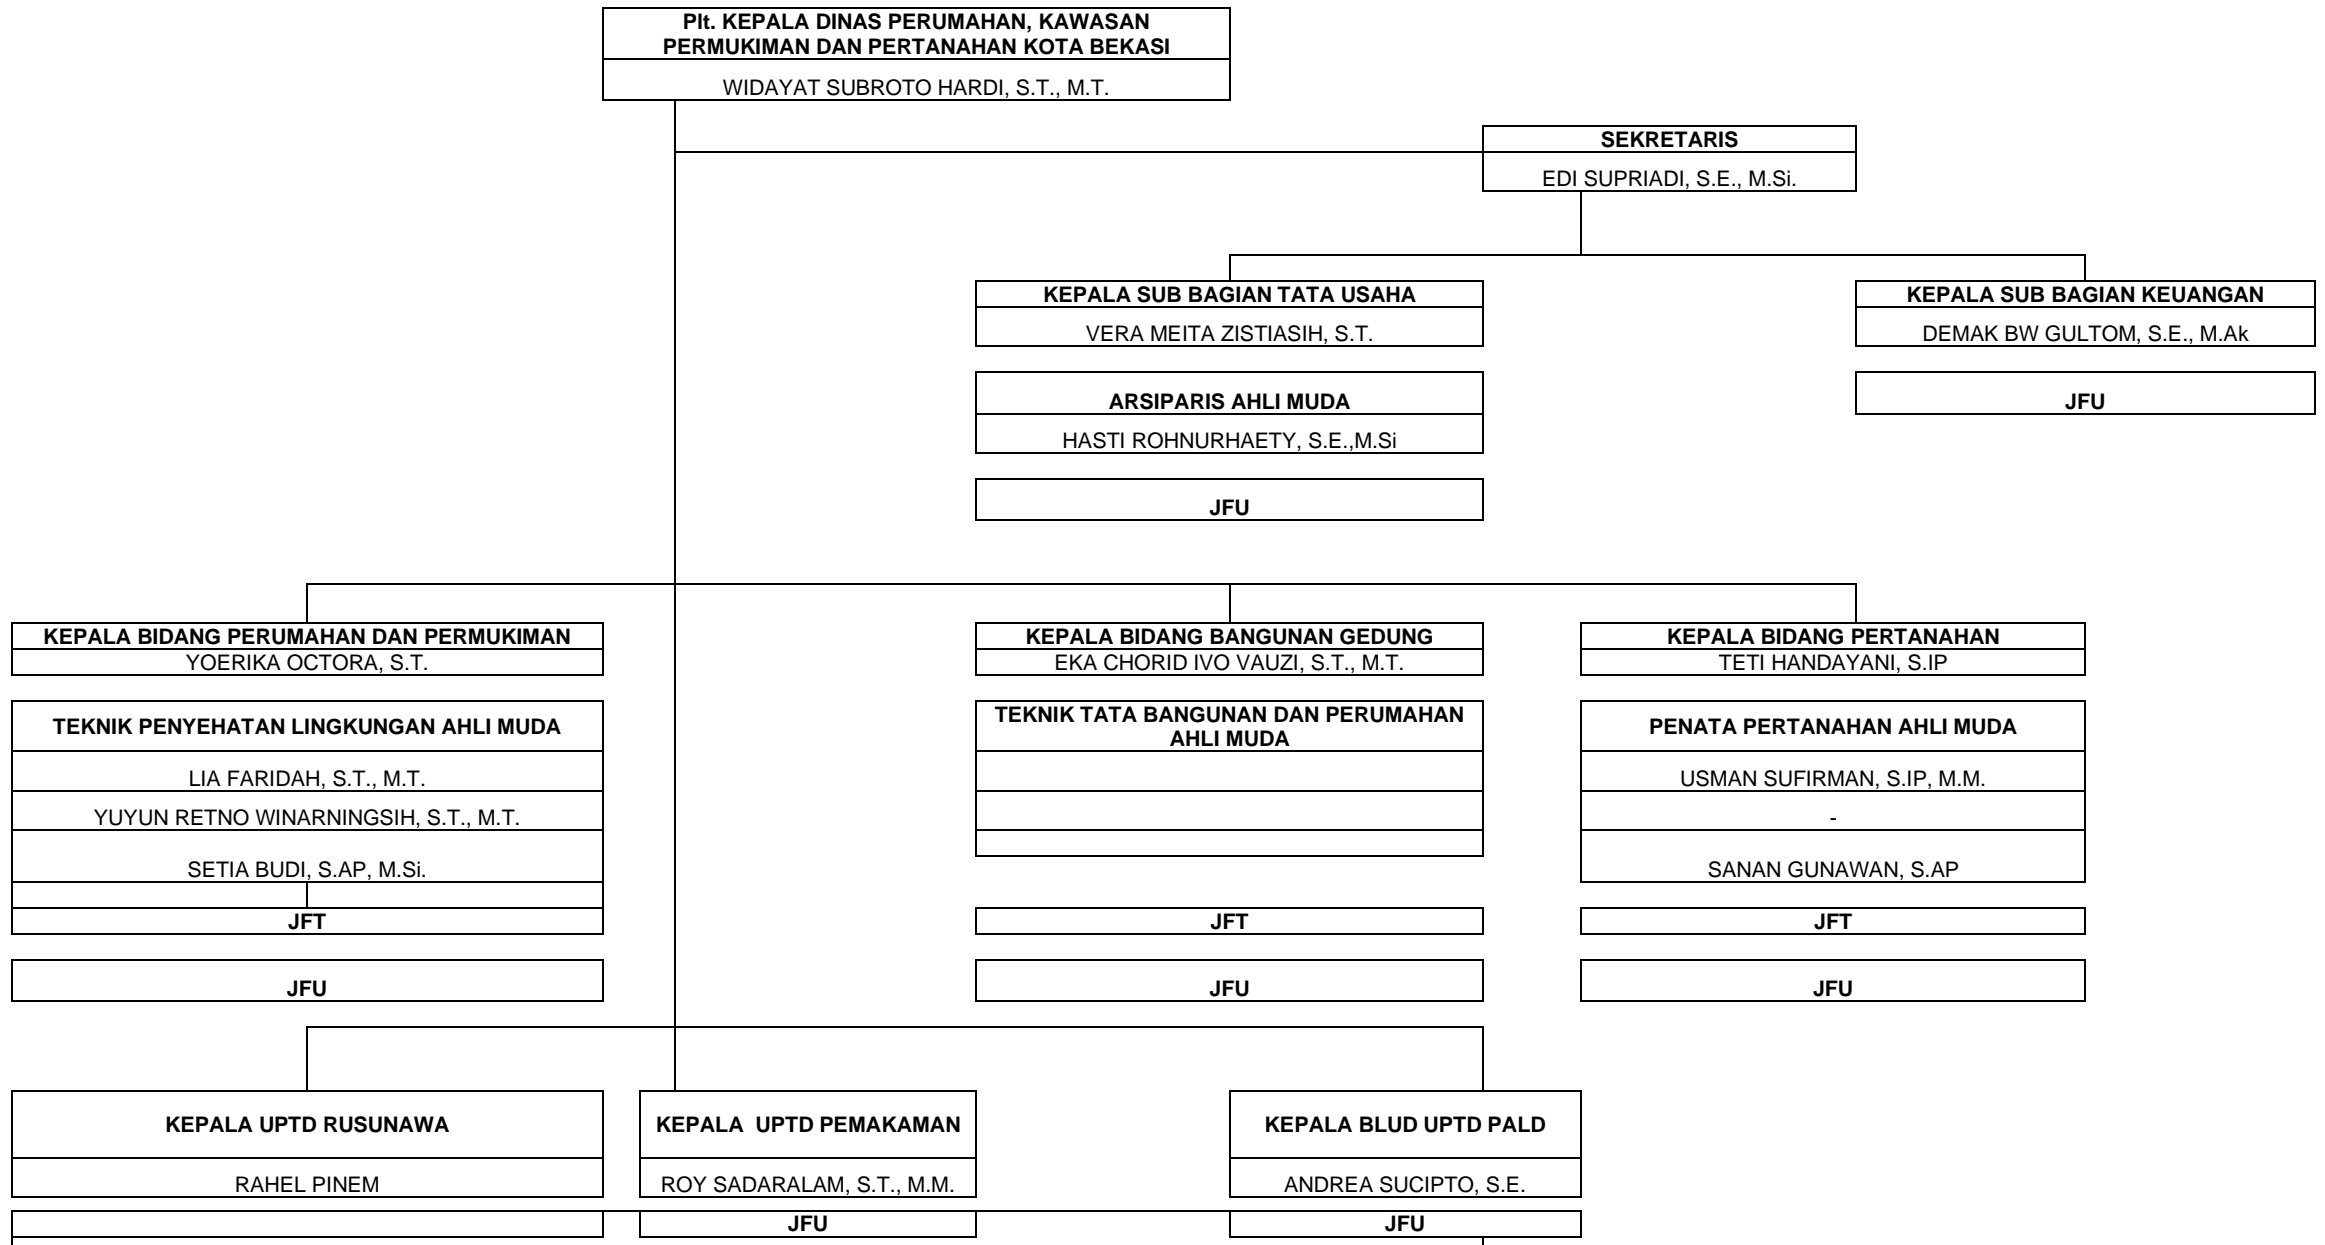 Plt. KEPALA DINAS PERUMAHAN, KAWASAN
PERMUKIMAN DAN PERTANAHAN KOTA BEKASI
WIDAYAT SUBROTO HARDI, S.T., M.T.
SEKRETARIS
EDI SUPRIADI, S.E., M.Si.
KEPALA SUB BAGIAN TATA USAHA
VERA MEITA ZISTIASIH, S.T.
ARSIPARIS AHLI MUDA
HASTI ROHNURHAETY, S.E.,M.Si
JFU
KEPALA SUB BAGIAN KEUANGAN
DEMAK BW GULTOM, S.E., M.Ak
JFU
KEPALA BIDANG PERUMAHAN DAN PERMUKIMAN
YOERIKA OCTORA, S.T.
TEKNIK PENYEHATAN LINGKUNGAN AHLI MUDA
LIA FARIDAH, S.T., M.T.
YUYUN RETNO WINARNINGSIH, S.T., M.T.
SETIA BUDI, S.AP, M.Si.
JFT
JFU
KEPALA BIDANG BANGUNAN GEDUNG
EKA CHORID IVO VAUZI, S.T., M.T.
TEKNIK TATA BANGUNAN DAN PERUMAHAN
AHLI MUDA
JFT
JFU
KEPALA BIDANG PERTANAHAN
TETI HANDAYANI, S.IP
PENATA PERTANAHAN AHLI MUDA
USMAN SUFIRMAN, S.IP, M.M.
-
SANAN GUNAWAN, S.AP
JFT
JFU
KEPALA UPTD RUSUNAWA
RAHEL PINEM
KEPALA  UPTD PEMAKAMAN
ROY SADARALAM, S.T., M.M.
JFU
KEPALA BLUD UPTD PALD
ANDREA SUCIPTO, S.E.
JFU